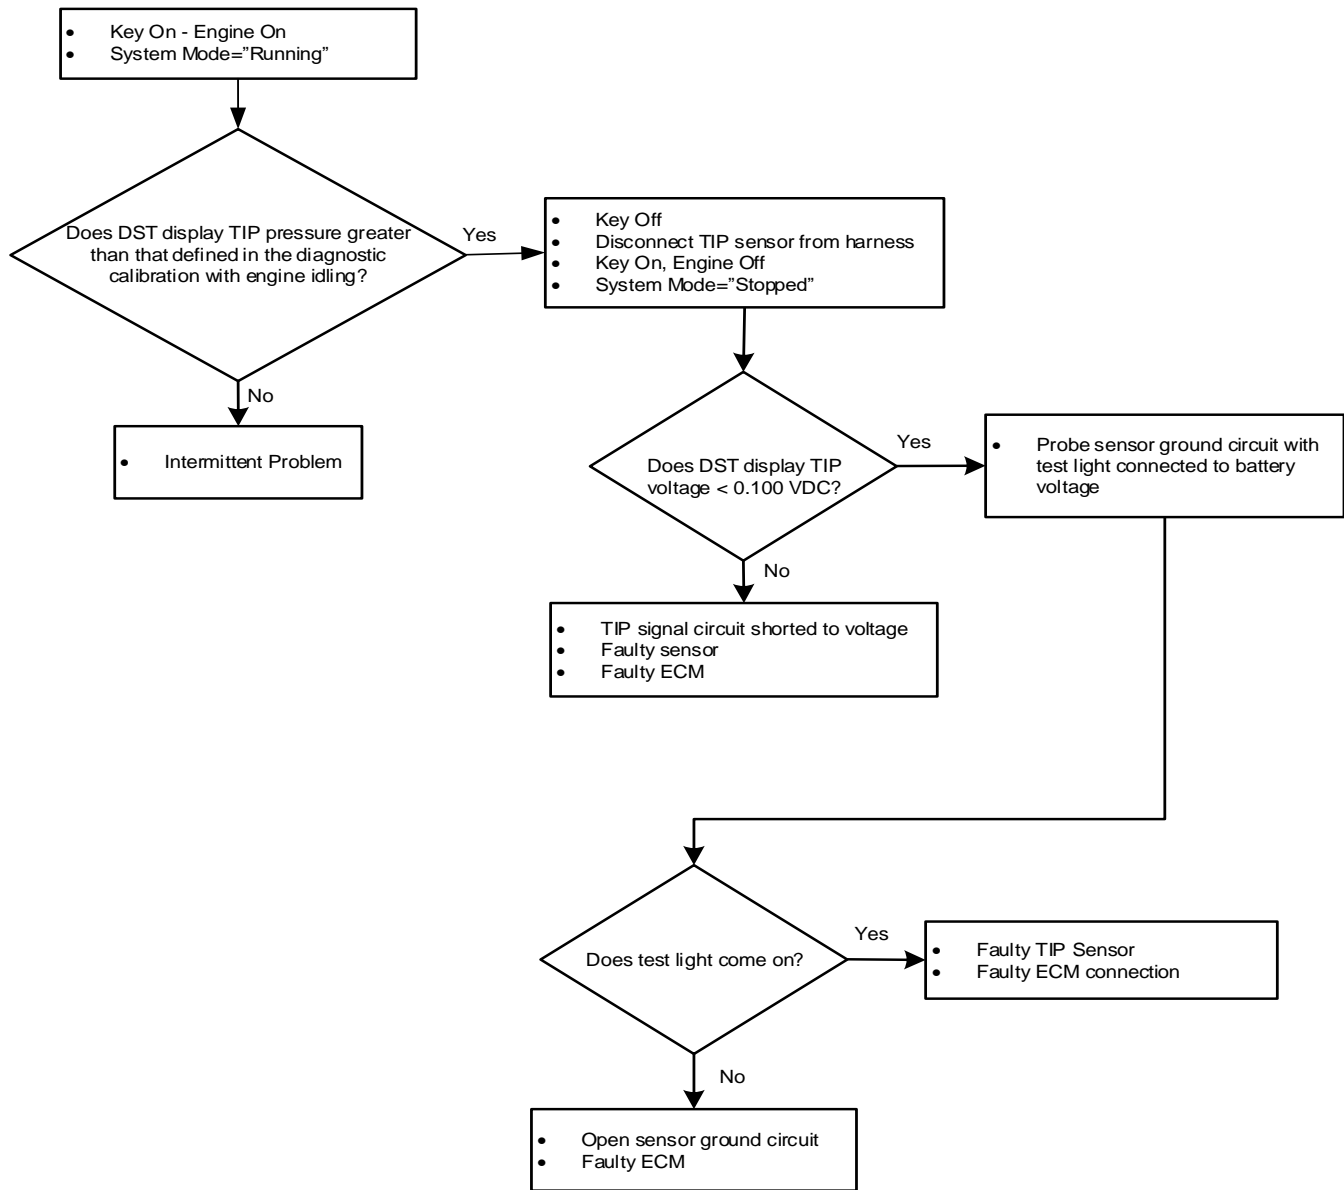 • Key On - Engine On
• System Mode=”Running”
Does DST display TIP pressure greater
than that defined in the diagnostic
calibration with engine idling?
Yes
No
• Intermittent Problem
• Key Off
• Disconnect TIP sensor from harness
• Key On, Engine Off
• System Mode=”Stopped”
Does DST display TIP
voltage < 0.100 VDC?
Yes
No
• Probe sensor ground circuit with
test light connected to battery
voltage
• TIP signal circuit shorted to voltage
• Faulty sensor
• Faulty ECM
Does test light come on?
Yes
No
• Faulty TIP Sensor
• Faulty ECM connection
• Open sensor ground circuit
• Faulty ECM